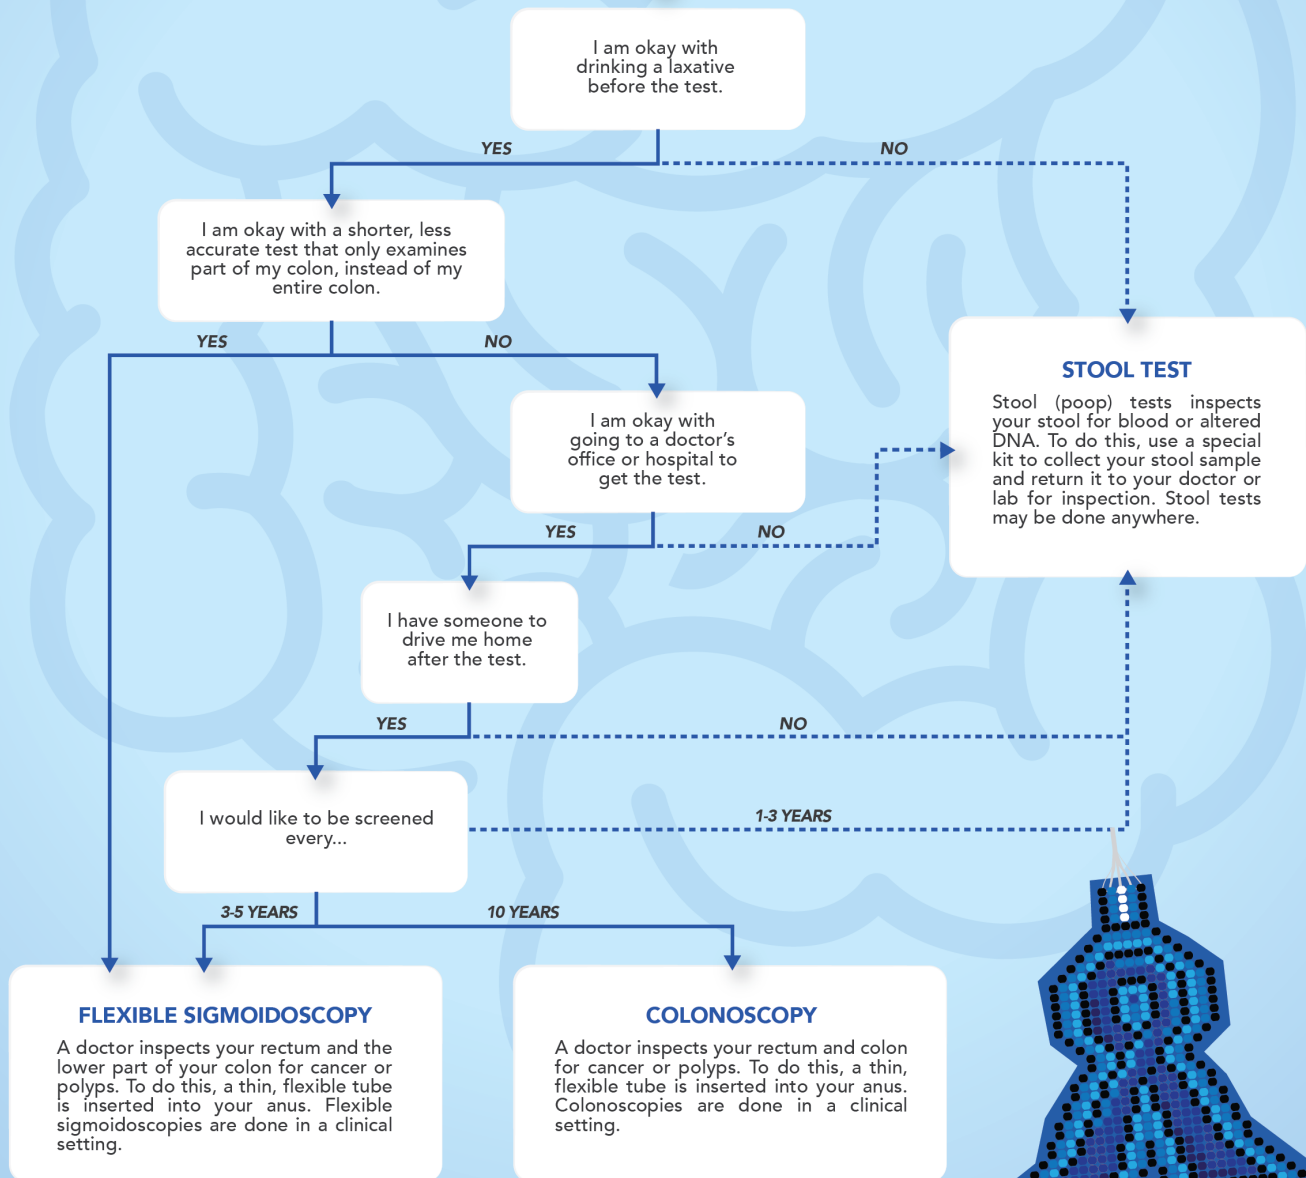 I am okay with
drinking a laxative
before the test.
YES
NO
I am okay with a shorter, less
accurate test that only examines
part of my colon, instead of my
entire colon.
YES
NO
I am okay with
going to a doctor's
office or hospital to
get the test.
YES
NO
STOOL TEST
Stool (poop) tests inspects
your stool for blood or altered
DNA. To do this, use a special
kit to collect your stool sample
and return it to your doctor or
lab for inspection. Stool tests
may be done anywhere.
I have someone to
drive me home
after the test.
YES
NO
I would like to be screened
every...
1-3 YEARS
3-5 YEARS
10 YEARS
FLEXIBLE SIGMOIDOSCOPY
A doctor inspects your rectum and the
lower part of your colon for cancer or
polyps. To do this, a thin, flexible tube
is inserted into your anus. Flexible
sigmoidoscopies are done in a clinical
setting.
COLONOSCOPY
A doctor inspects your rectum and colon
for cancer or polyps. To do this, a thin,
flexible tube is inserted into your anus.
Colonoscopies are done in a clinical
setting.